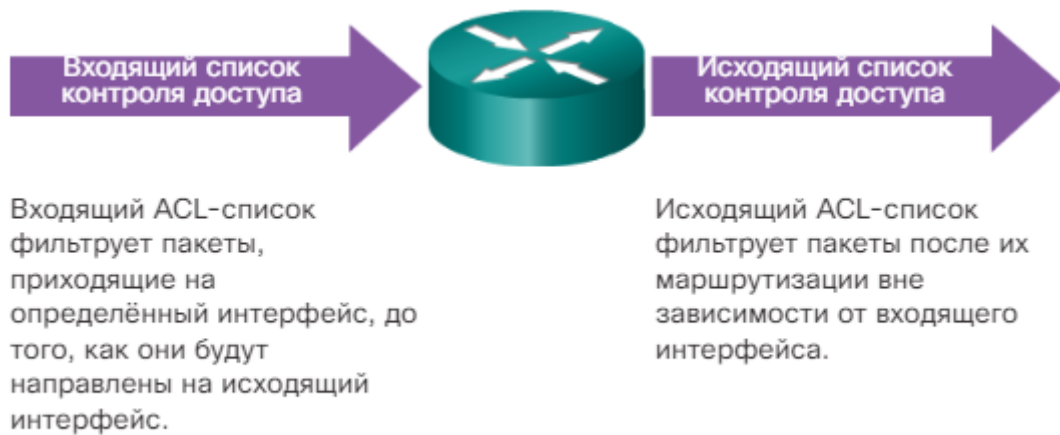 Входящий список
контроля доступа
Исходящий список
контроля доступа
Входящий ACL-список
фильтрует пакеты,
приходящие на
определённый интерфейс, до
того, как они будут
направлены на исходящий
интерфейс.
Исходящий ACL-список
фильтрует пакеты после их
маршрутизации вне
зависимости от входящего
интерфейса.